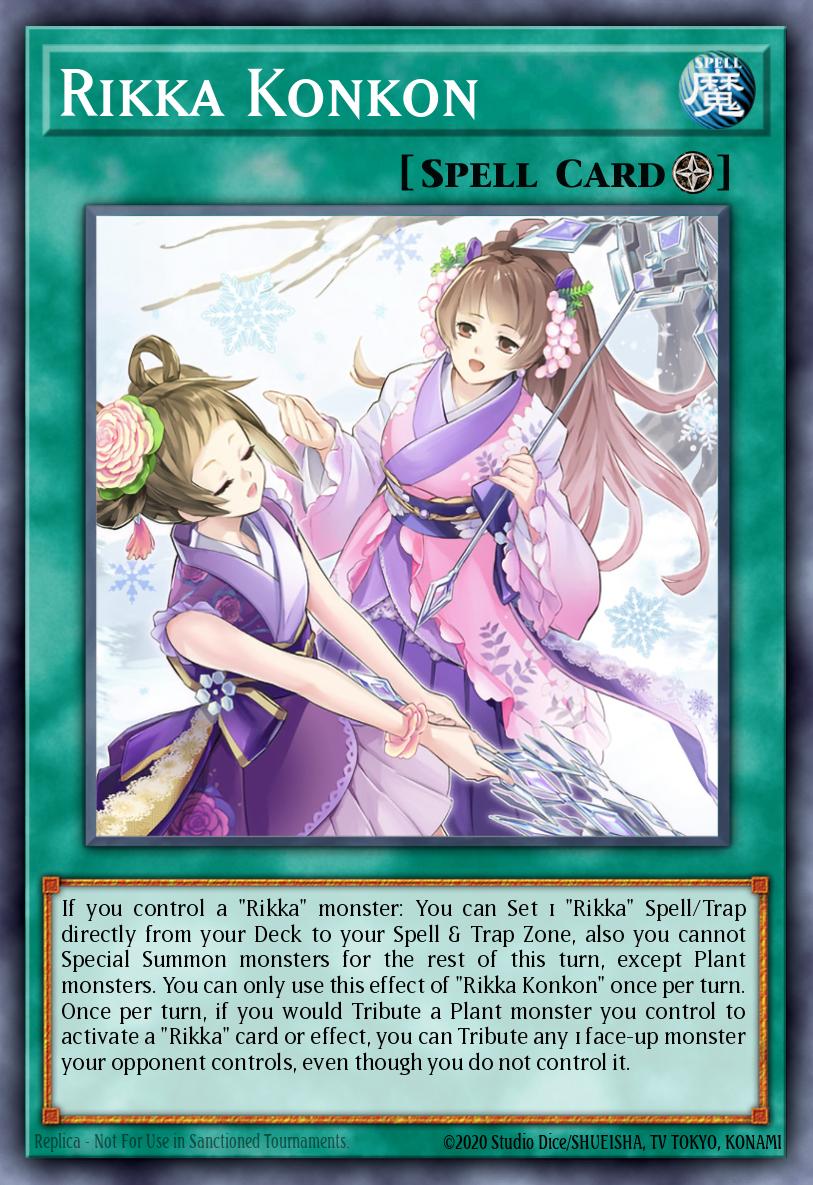 Rikka Konkon
SPELL
魔
[Spell Card]
If you control a "Rikka" monster: You can Set 1 "Rikka" Spell/Trap
directly from your Deck to your Spell & Trap Zone, also you cannot
Special Summon monsters for the rest of this turn, except Plant
monsters. You can only use this effect of "Rikka Konkon" once per turn.
Once per turn, if you would Tribute a Plant monster you control to
activate a "Rikka" card or effect, you can Tribute any 1 face-up monster
your opponent controls, even though you do not control it.
Replica - Not For Use in Sanctioned Tournaments.
©2020 Studio Dice/SHUEISHA, TV TOKYO, KONAMI